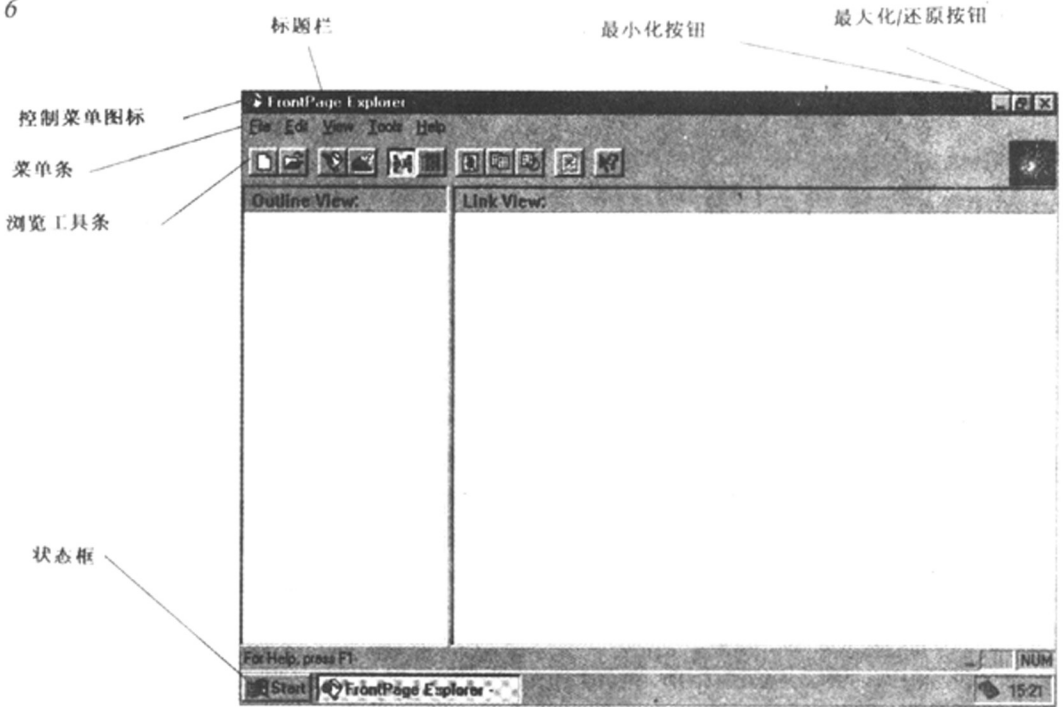 6
标题栏
最小化按钮
最大化/还原按钮
控制菜单图标
FrontPage Explorer
菜单条
File Edit View Tools Help
浏览工具条
Outline View:
Link View:
状态框
For Help, press F1
NUM
Start
FrontPage Explorer -
15:21